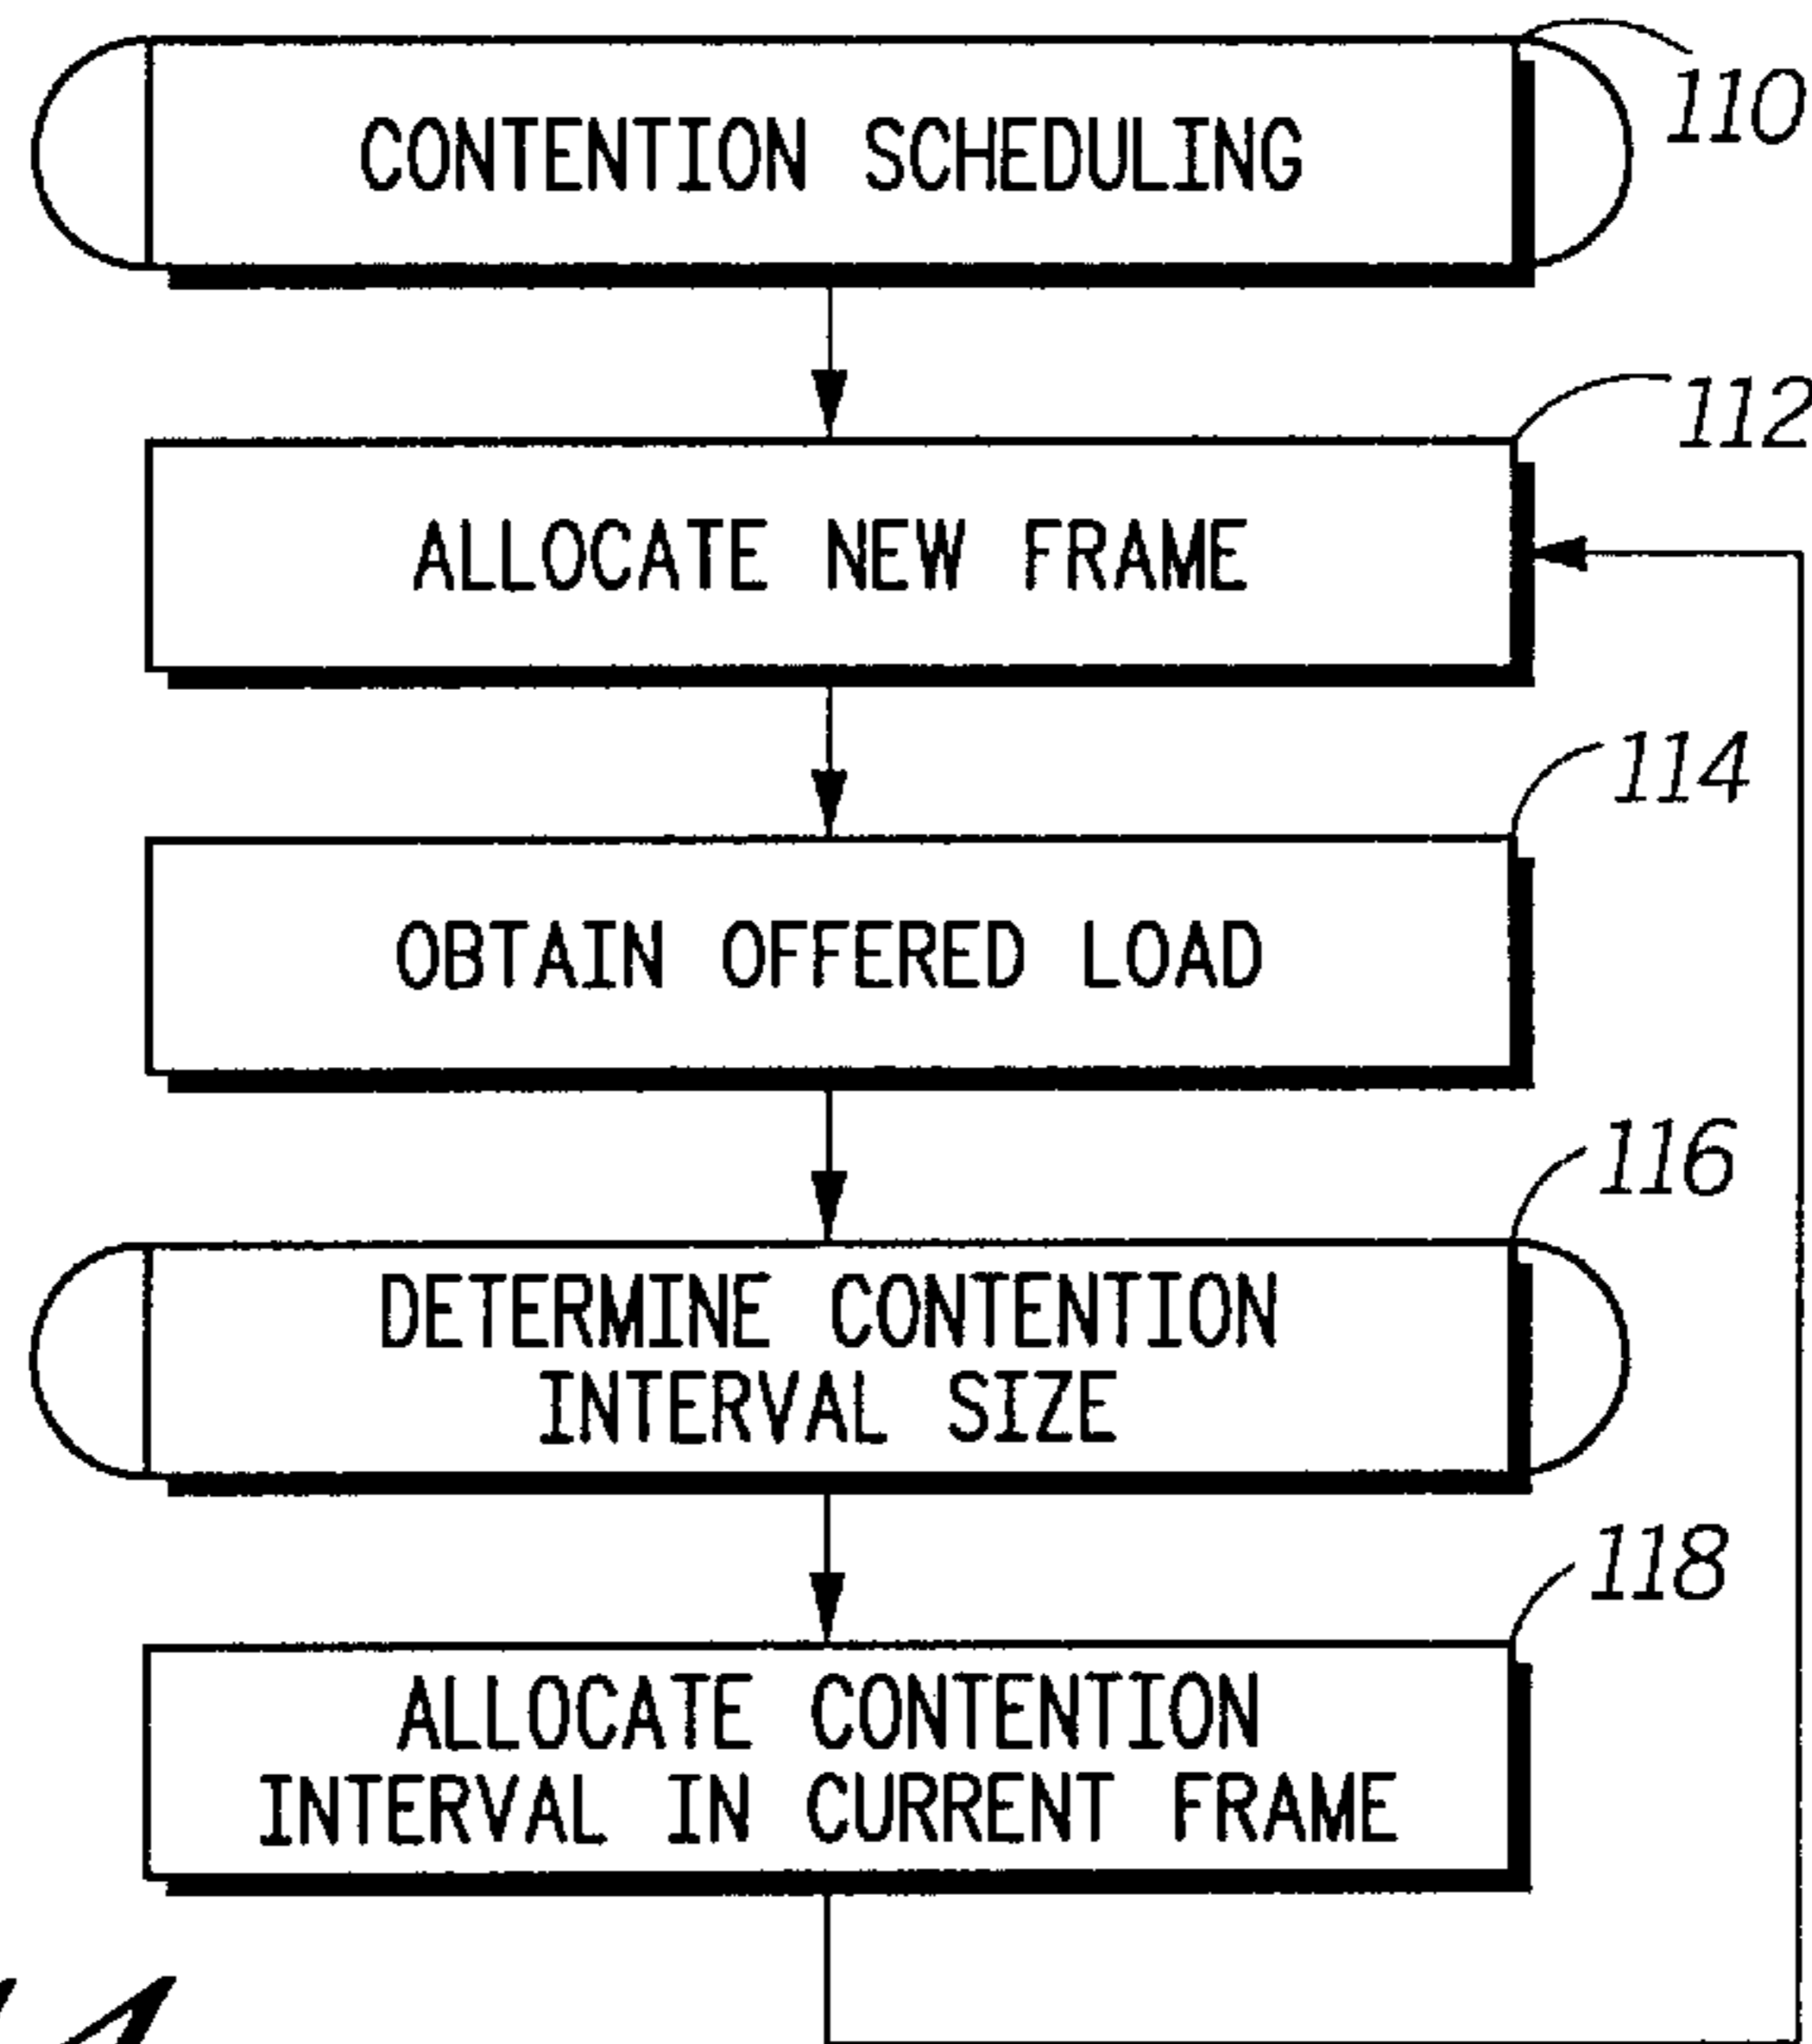 110
CONTENTION SCHEDULING
112
ALLOCATE NEW FRAME
114
OBTAIN OFFERED LOAD
116
DETERMINE CONTENTION
INTERVAL SIZE
118
ALLOCATE CONTENTION
INTERVAL IN CURRENT FRAME